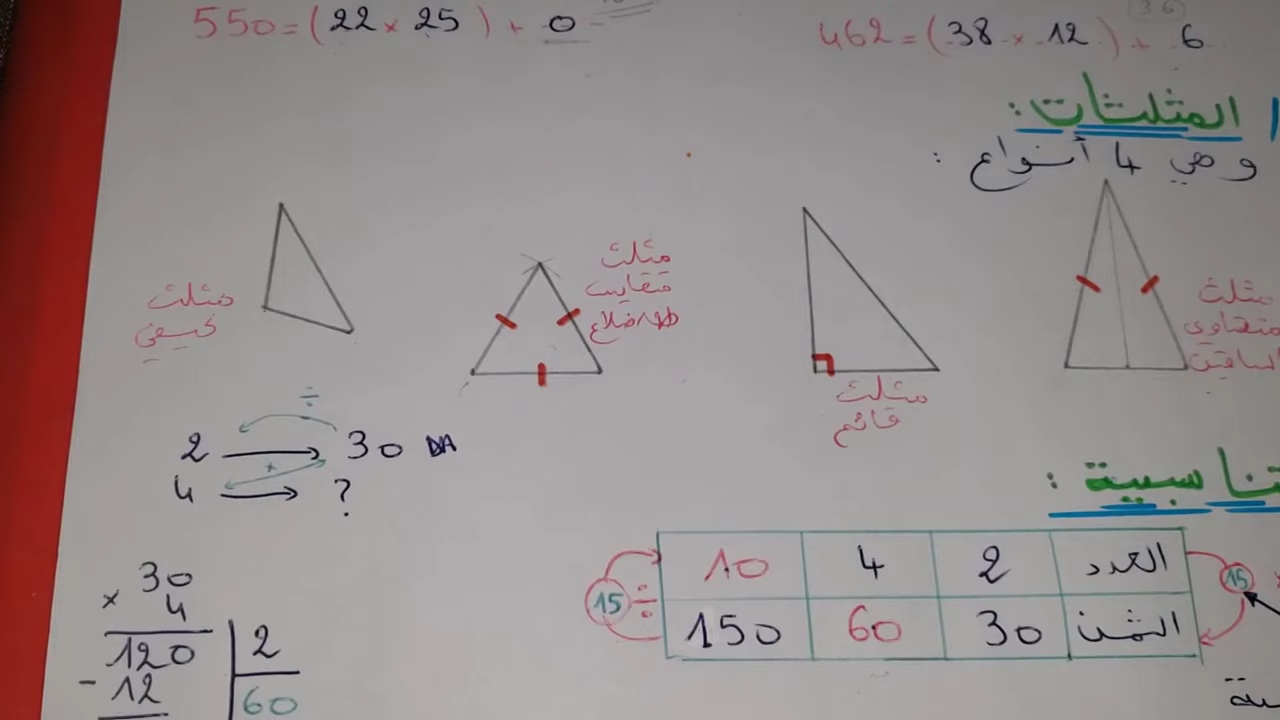 550 = (22 × 25) + 0
462 = (38 × 12) + 6
المثلثات :
وهي 4 أنواع :
مثلث
متساوي
الساقين
مثلث
قائم
مثلث
متقايس
الأضلاع
مثلث
كيفي
÷
2 → 30 DA
×
4 → ?
تناسبية :
العدد 2 4 10
الثمن 30 60 150
15
15 ÷
30
× 4
120 2
- 12 60